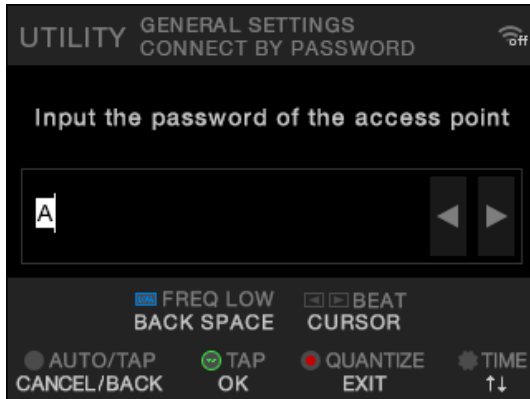 UTILITY GENERAL SETTINGS
CONNECT BY PASSWORD
off
Input the password of the access point
A
FREQ LOW BEAT
BACK SPACE CURSOR
AUTO/TAP TAP QUANTIZE TIME
CANCEL/BACK OK EXIT ↑↓